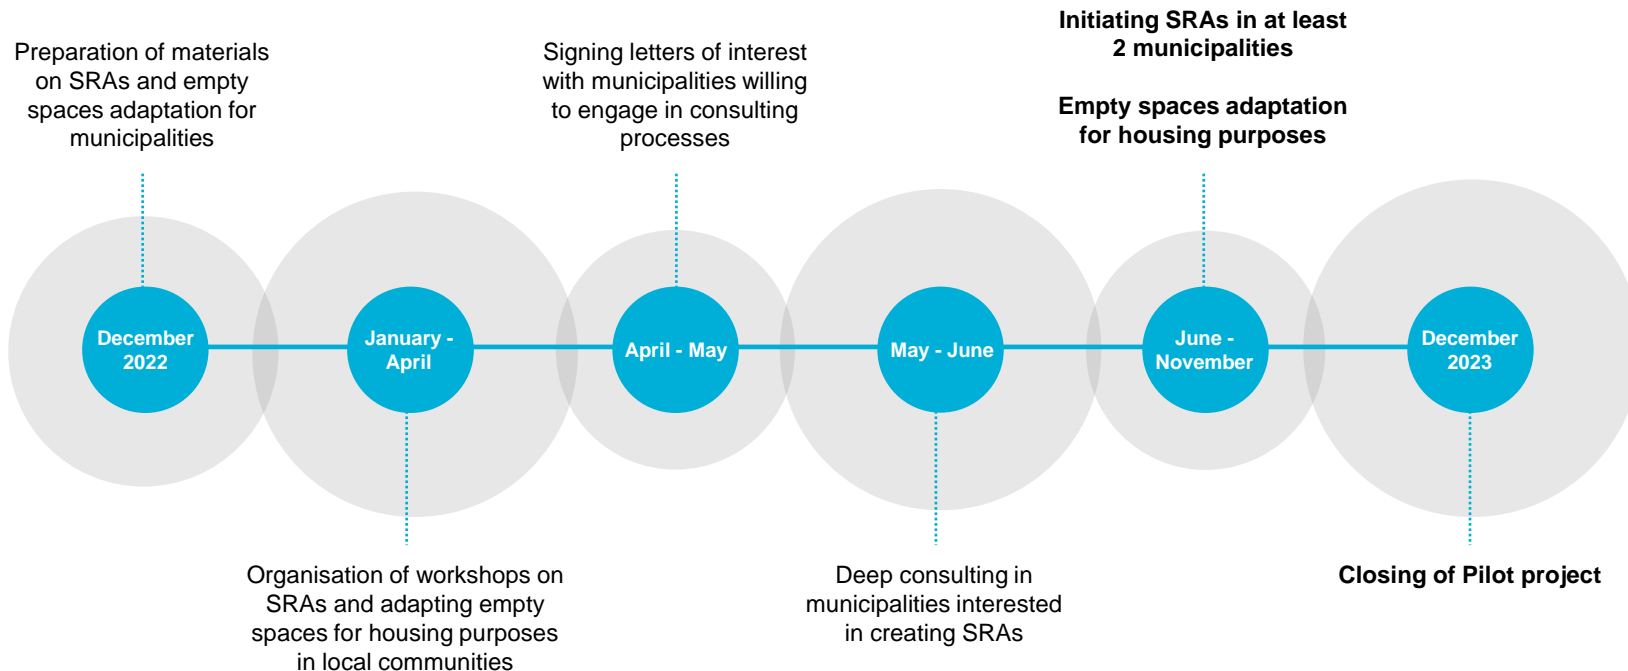 Preparation of materials
on SRAs and empty
spaces adaptation for
municipalities
Signing letters of interest
with municipalities willing
to engage in consulting
processes
Initiating SRAs in at least
2 municipalities
Empty spaces adaptation
for housing purposes
December
2022
January -
April
April - May
May - June
June -
November
December
2023
Organisation of workshops on
SRAs and adapting empty
spaces for housing purposes
in local communities
Deep consulting in
municipalities interested
in creating SRAs
Closing of Pilot project